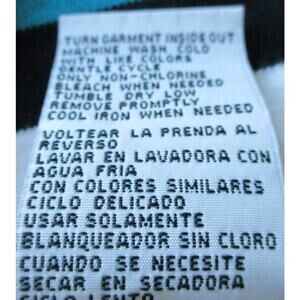 TURN GARMENT INSIDE OUT
MACHINE WASH COLD
WITH LIKE COLORS
GENTLE CYCLE
ONLY NON-CHLORINE
BLEACH WHEN NEEDED
TUMBLE DRY LOW
REMOVE PROMPTLY
COOL IRON WHEN NEEDED
VOLTEAR LA PRENDA AL
REVERSO
LAVAR EN LAVADORA CON
AGUA FRIA
CON COLORES SIMILARES
CICLO DELICADO
USAR SOLAMENTE
BLANQUEADOR SIN CLORO
CUANDO SE NECESITE
SECAR EN SECADORA
CICLO LENTO